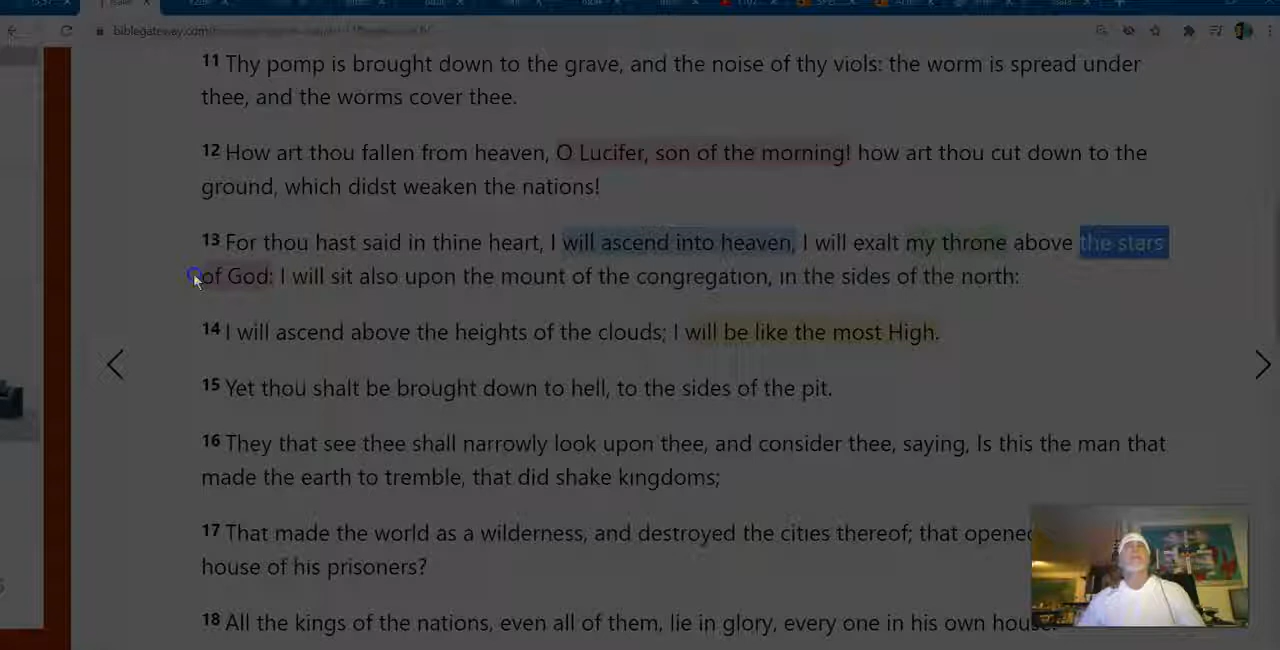 biblegateway.com
11 Thy pomp is brought down to the grave, and the noise of thy viols: the worm is spread under
thee, and the worms cover thee.
12 How art thou fallen from heaven, O Lucifer, son of the morning! how art thou cut down to the
ground, which didst weaken the nations!
13 For thou hast said in thine heart, I will ascend into heaven, I will exalt my throne above the stars
of God: I will sit also upon the mount of the congregation, in the sides of the north:
14 I will ascend above the heights of the clouds; I will be like the most High.
15 Yet thou shalt be brought down to hell, to the sides of the pit.
16 They that see thee shall narrowly look upon thee, and consider thee, saying, Is this the man that
made the earth to tremble, that did shake kingdoms;
17 That made the world as a wilderness, and destroyed the cities thereof; that opened
house of his prisoners?
18 All the kings of the nations, even all of them, lie in glory, every one in his own house.